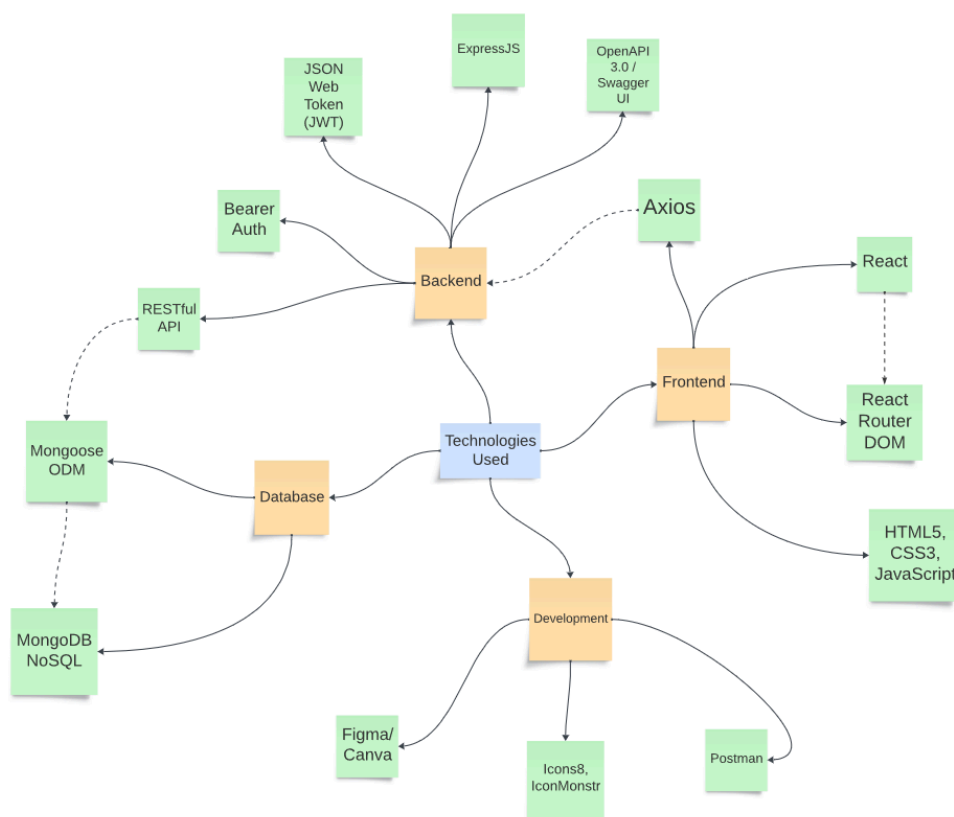 ExpressJS
OpenAPI
3.0 /
Swagger
UI
JSON
Web
Token
(JWT)
Bearer
Auth
Axios
React
Backend
RESTful
API
Frontend
React
Router
DOM
Technologies
Used
Mongoose
ODM
Database
HTML5,
CSS3,
JavaScript
Development
MongoDB
NoSQL
Figma/
Canva
Icons8,
IconMonstr
Postman